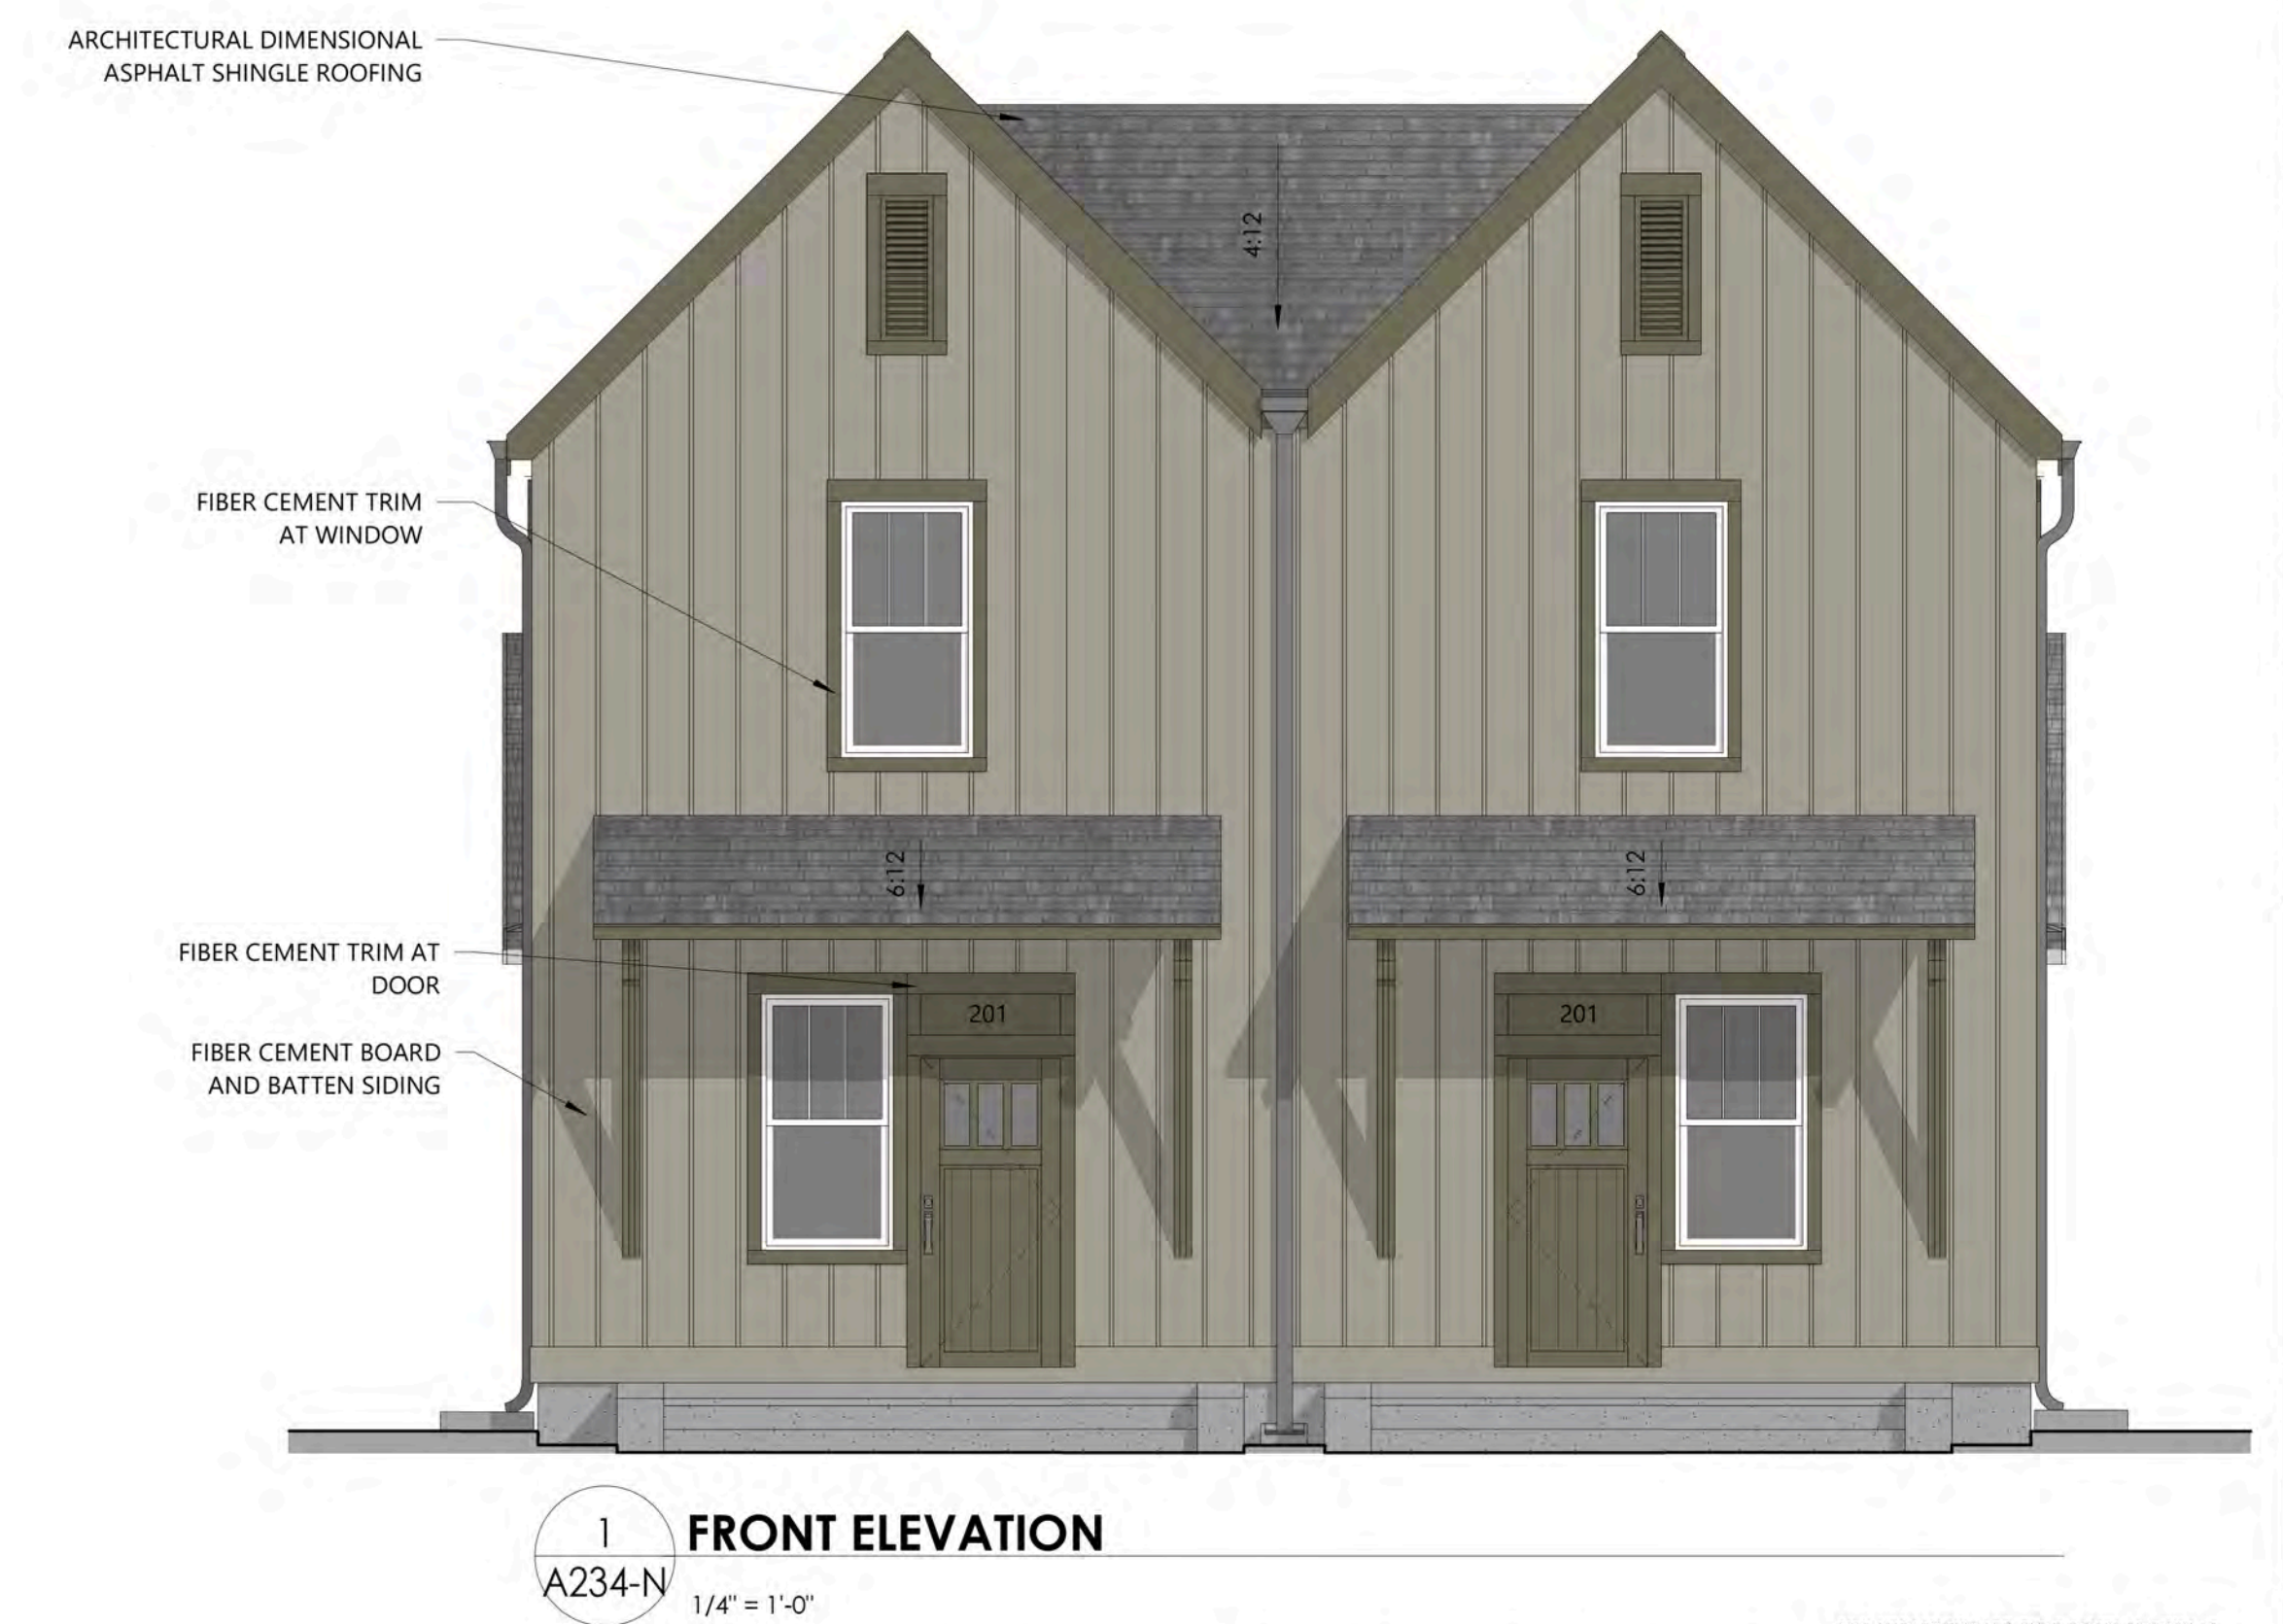 ARCHITECTURAL DIMENSIONAL
ASPHALT SHINGLE ROOFING
4:12
FIBER CEMENT TRIM
AT WINDOW
6:12
6:12
FIBER CEMENT TRIM AT
DOOR
201
201
FIBER CEMENT BOARD
AND BATTEN SIDING
1
A234-N
FRONT ELEVATION
1/4" = 1'-0"